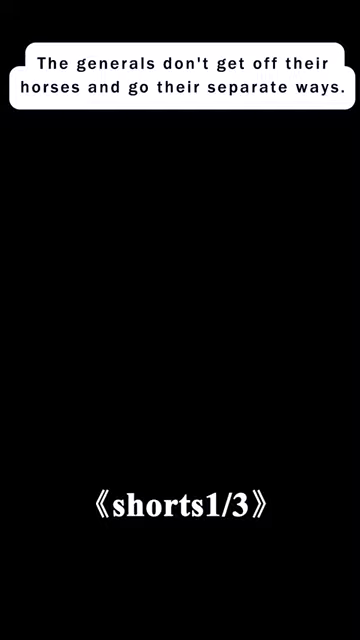 The generals don't get off their
horses and go their separate ways.
《shorts1/3》